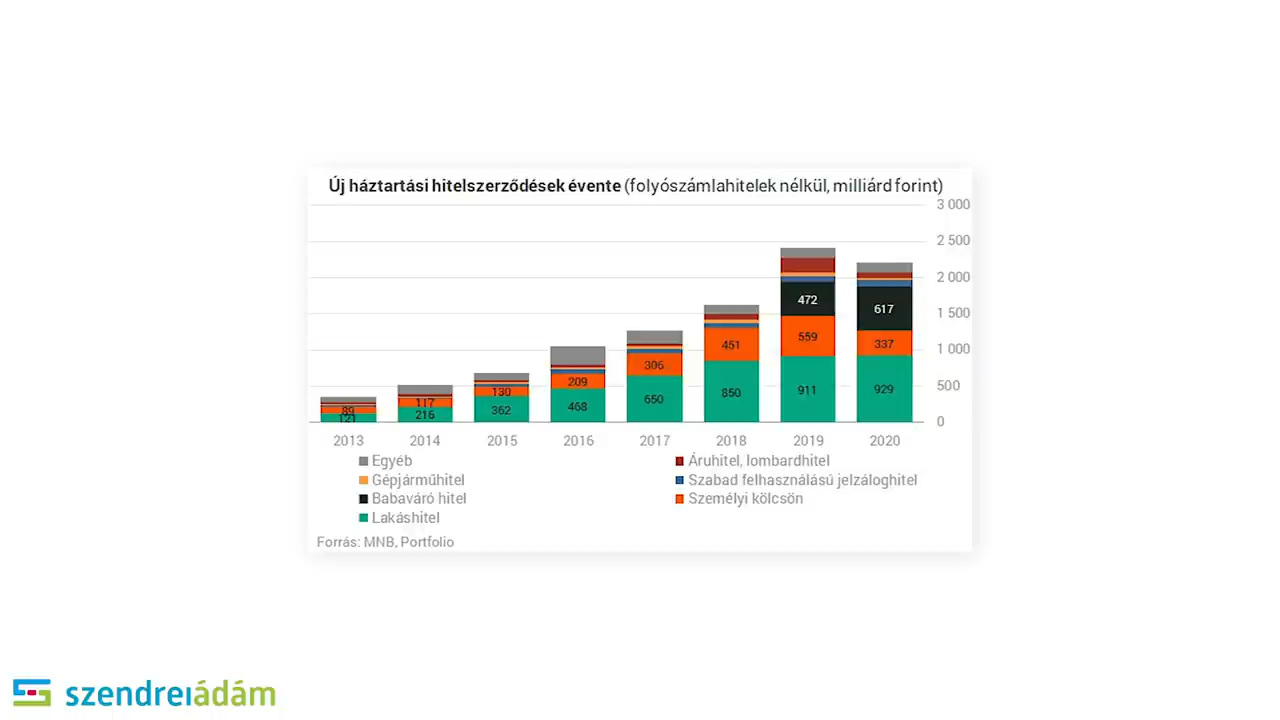 Új háztartási hitelszerződések évente (folyószámlahitelek nélkül, milliárd forint)
3 000
2 500
2 000
1 500
1 000
500
0
89
121
117
216
130
362
209
468
306
650
451
850
472
559
911
617
337
929
2013 2014 2015 2016 2017 2018 2019 2020
Egyéb
Áruhitel, lombardhitel
Gépjárműhitel
Szabad felhasználású jelzáloghitel
Babaváró hitel
Személyi kölcsön
Lakáshitel
Forrás: MNB, Portfolio
szendreiádám